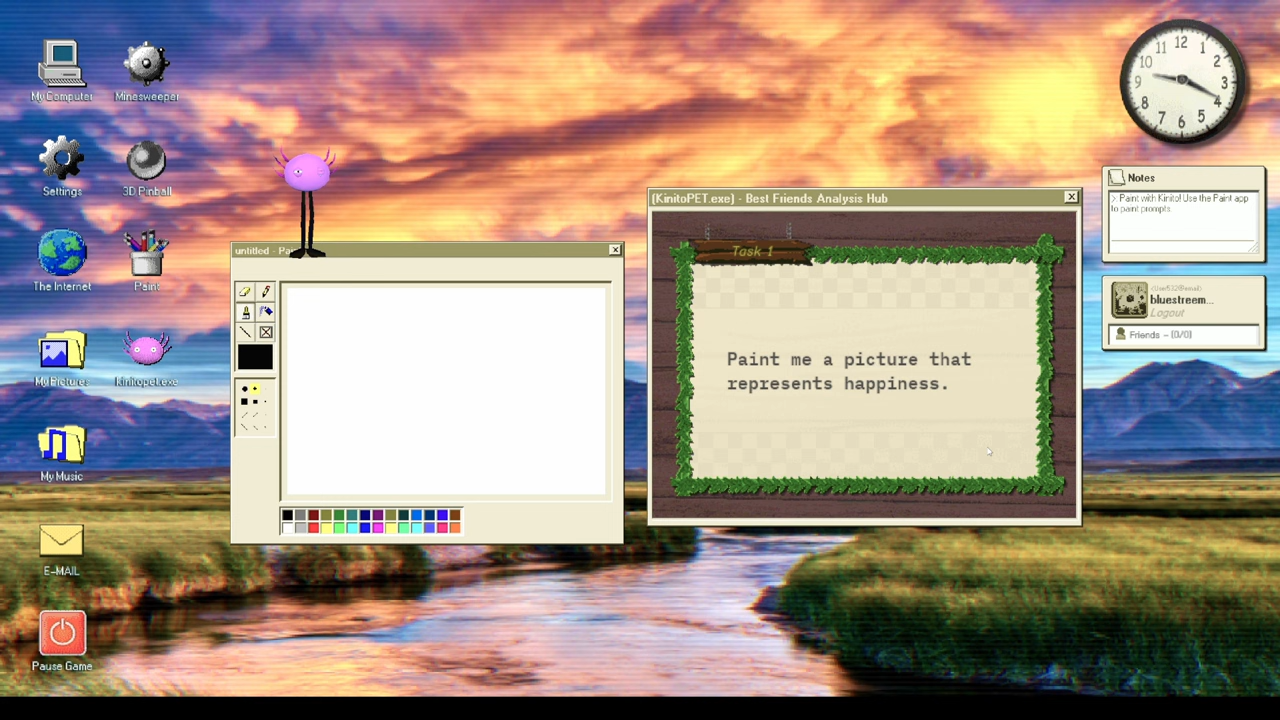 My Computer
Minesweeper
Settings
3D Pinball
The Internet
Paint
My Pictures
kinitopet.exe
My Music
E-MAIL
Pause Game
untitled - Pa
[KinitoPET.exe] - Best Friends Analysis Hub
Task 1
Paint me a picture that
represents happiness.
12
1
2
3
4
5
6
7
8
9
10
11
Notes
> Paint with Kinito! Use the Paint app
to paint prompts.
bluestreem...
Logout
Friends - (0/0)